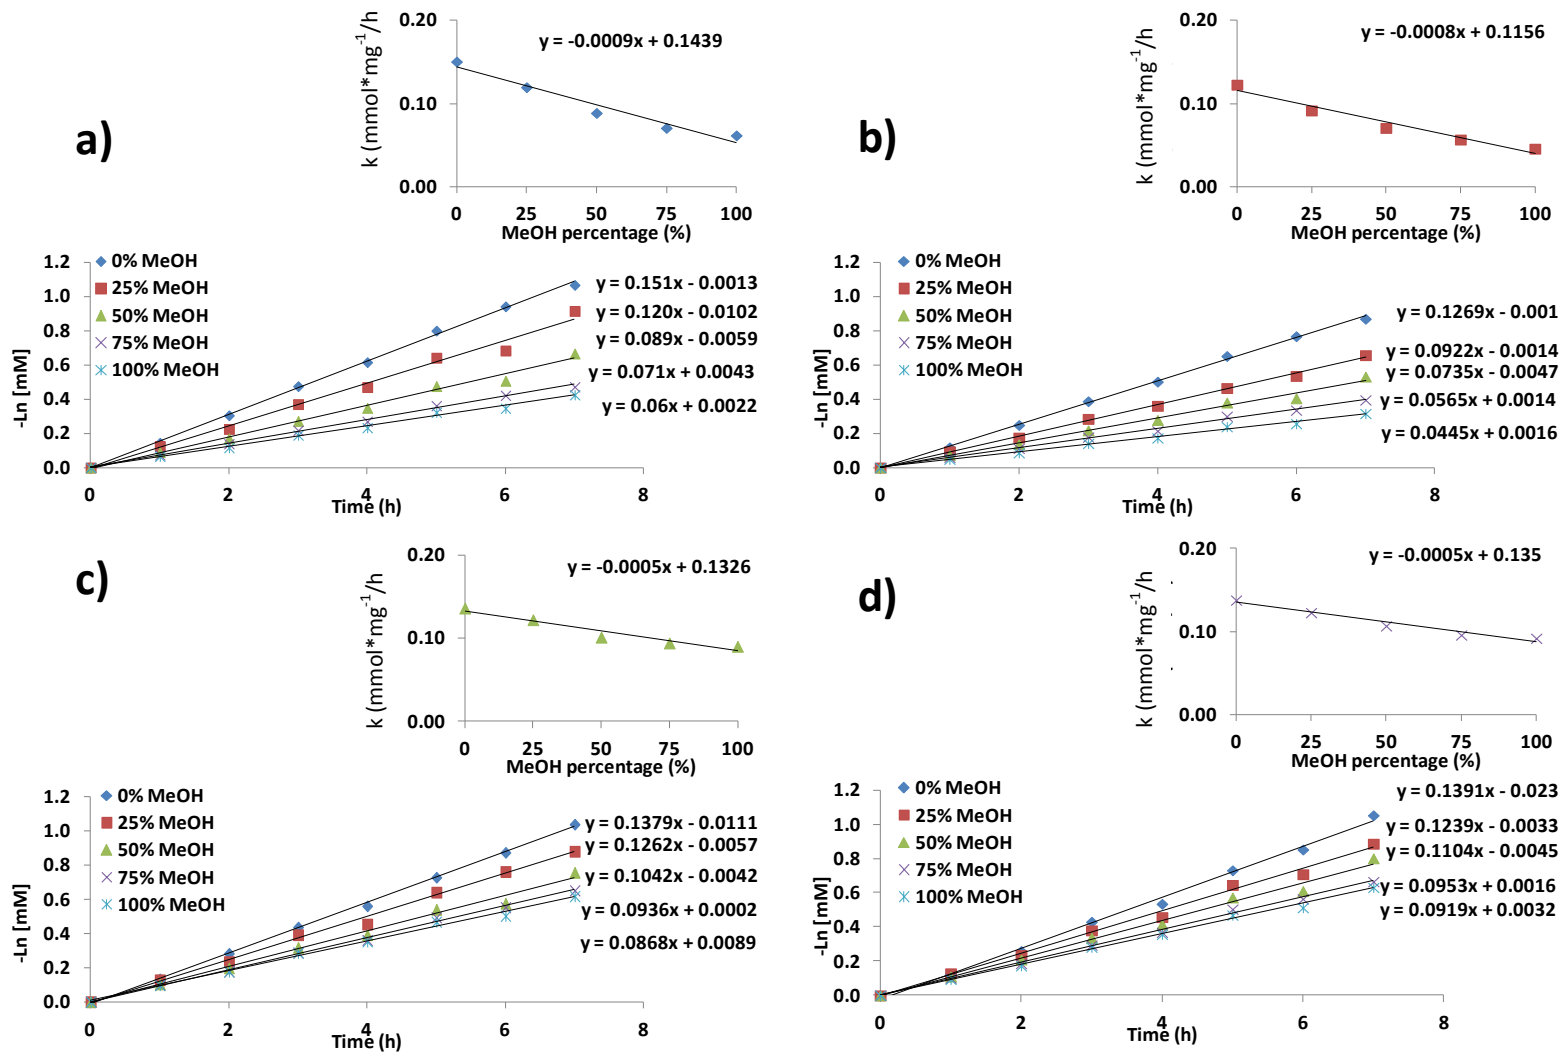 a)
0.20
0.10
0.00
k (mmol*mg-1/h
y = -0.0009x + 0.1439
0 25 50 75 100
MeOH percentage (%)
1.2
1.0
0.8
0.6
0.4
0.2
0.0
-Ln [mM]
0% MeOH
25% MeOH
50% MeOH
75% MeOH
100% MeOH
y = 0.151x - 0.0013
y = 0.120x - 0.0102
y = 0.089x - 0.0059
y = 0.071x + 0.0043
y = 0.06x + 0.0022
0 2 4 6 8
Time (h)
b)
0.20
0.10
0.00
k (mmol*mg-1/h
y = -0.0008x + 0.1156
0 25 50 75 100
MeOH percentage (%)
1.2
1.0
0.8
0.6
0.4
0.2
0.0
-Ln [mM]
0% MeOH
25% MeOH
50% MeOH
75% MeOH
100% MeOH
y = 0.1269x - 0.001
y = 0.0922x - 0.0014
y = 0.0735x - 0.0047
y = 0.0565x + 0.0014
y = 0.0445x + 0.0016
0 2 4 6 8
Time (h)
c)
0.20
0.10
0.00
k (mmol*mg-1/h
y = -0.0005x + 0.1326
0 25 50 75 100
MeOH percentage (%)
1.2
1.0
0.8
0.6
0.4
0.2
0.0
-Ln [mM]
0% MeOH
25% MeOH
50% MeOH
75% MeOH
100% MeOH
y = 0.1379x - 0.0111
y = 0.1262x - 0.0057
y = 0.1042x - 0.0042
y = 0.0936x + 0.0002
y = 0.0868x + 0.0089
0 2 4 6 8
Time (h)
d)
0.20
0.10
0.00
k (mmol*mg-1/h
y = -0.0005x + 0.135
0 25 50 75 100
MeOH percentage (%)
1.2
1.0
0.8
0.6
0.4
0.2
0.0
-Ln [mM]
0% MeOH
25% MeOH
50% MeOH
75% MeOH
100% MeOH
y = 0.1391x - 0.023
y = 0.1239x - 0.0033
y = 0.1104x - 0.0045
y = 0.0953x + 0.0016
y = 0.0919x + 0.0032
0 2 4 6 8
Time (h)